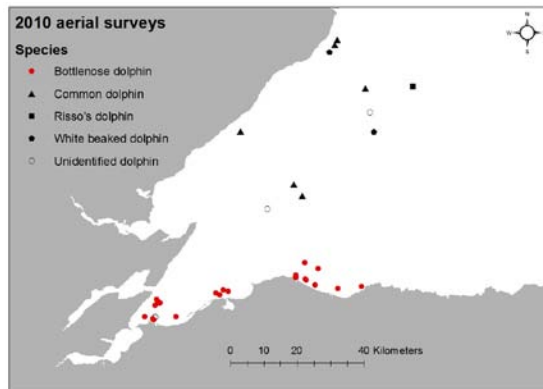 2010 aerial surveys
Species
Bottlenose dolphin
Common dolphin
Risso's dolphin
White beaked dolphin
Unidentified dolphin
N
W E
S
0 10 20 30 40 Kilometers